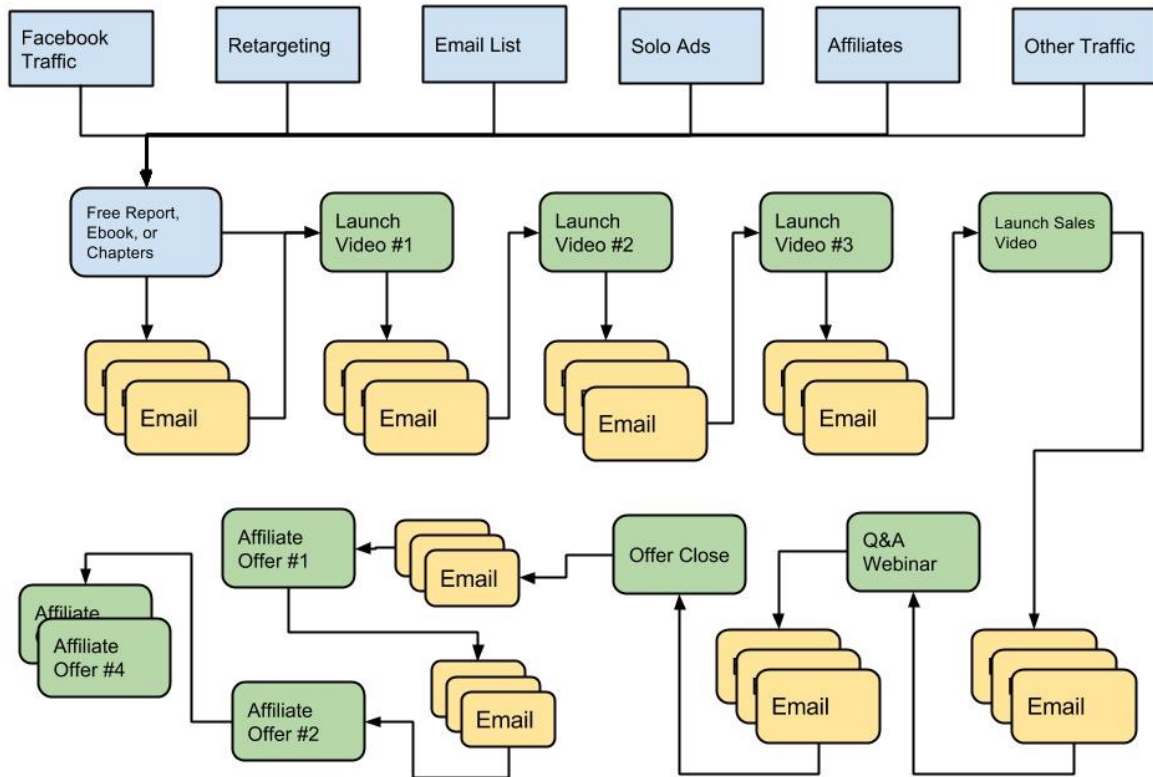 Facebook
Traffic
Retargeting
Email List
Solo Ads
Affiliates
Other Traffic
Free Report,
Ebook, or
Chapters
Launch
Video #1
Launch
Video #2
Launch
Video #3
Launch Sales
Video
Email
Email
Email
Email
Affiliate
Offer #1
Email
Offer Close
Q&A
Webinar
Affiliate
Affiliate
Offer #4
Affiliate
Offer #2
Email
Email
Email